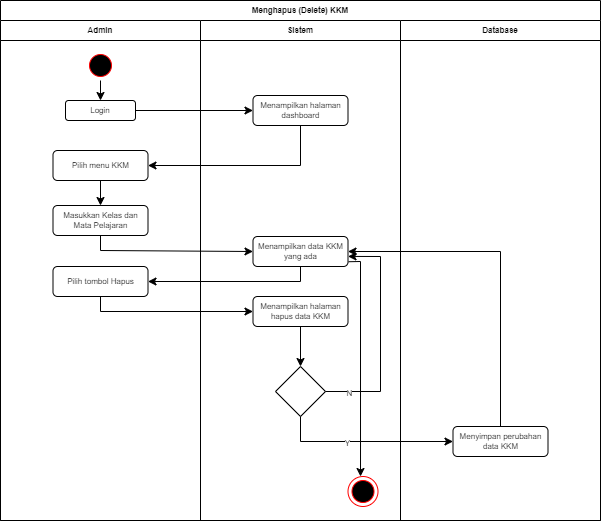 Menghapus (Delete) KKM
Admin
Sistem
Database
Login
Menampilkan halaman
dashboard
Pilih menu KKM
Masukkan Kelas dan
Mata Pelajaran
Menampilkan data KKM
yang ada
Pilih tombol Hapus
Menampilkan halaman
hapus data KKM
N
Y
Menyimpan perubahan
data KKM